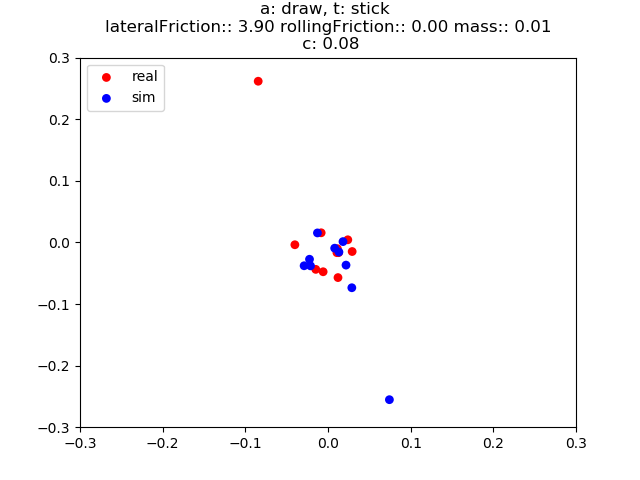 a: draw, t: stick
lateralFriction:: 3.90 rollingFriction:: 0.00 mass:: 0.01
c: 0.08
real
sim
0.3
0.2
0.1
0.0
−0.1
−0.2
−0.3
−0.3
−0.2
−0.1
0.0
0.1
0.2
0.3